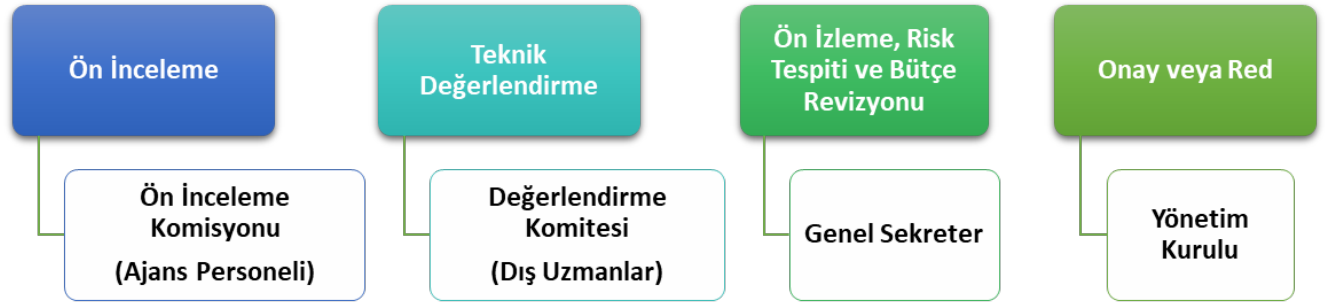 Ön İnceleme
Ön İnceleme
Komisyonu
(Ajans Personeli)
Teknik
Değerlendirme
Değerlendirme
Komitesi
(Dış Uzmanlar)
Ön İzleme, Risk
Tespiti ve Bütçe
Revizyonu
Genel Sekreter
Onay veya Red
Yönetim
Kurulu